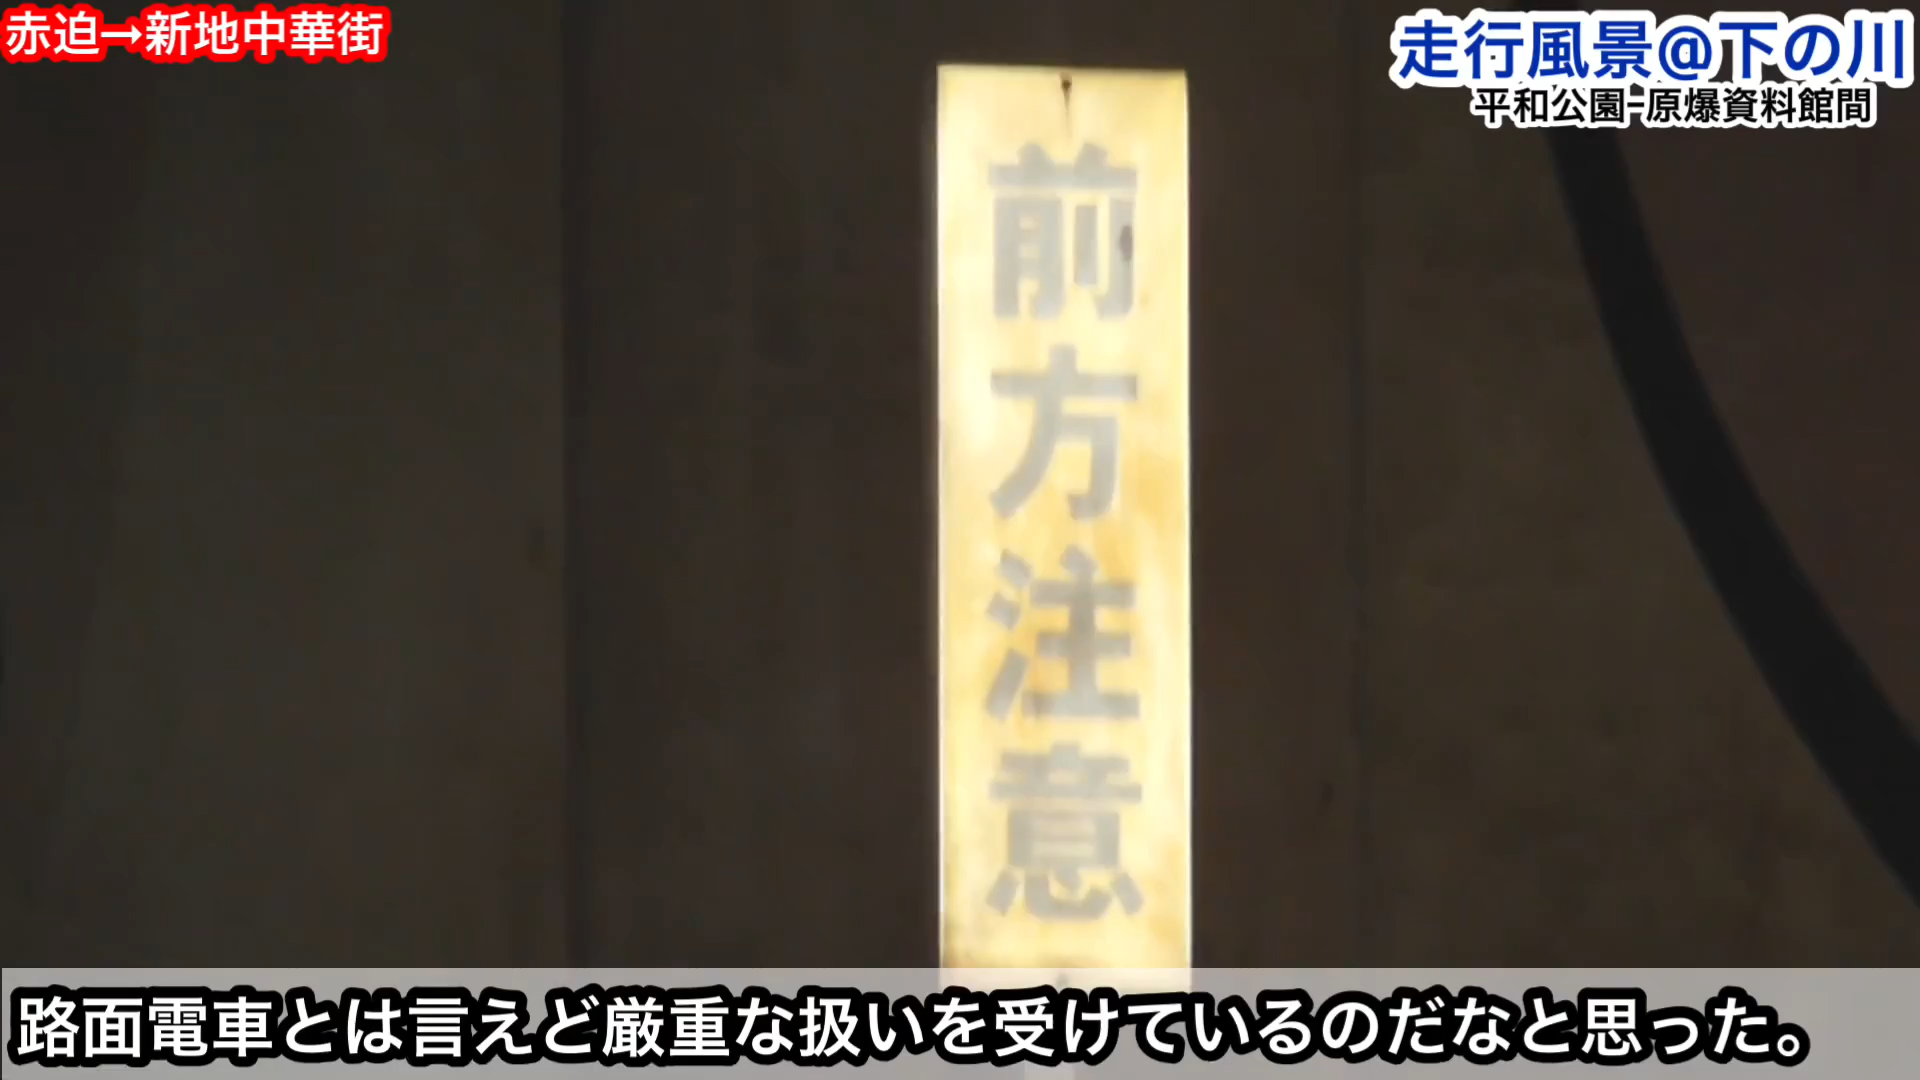 赤迫→新地中華街
走行風景@下の川
平和公園-原爆資料館間
前方注意
路面電車とは言えど厳重な扱いを受けているのだなと思った。